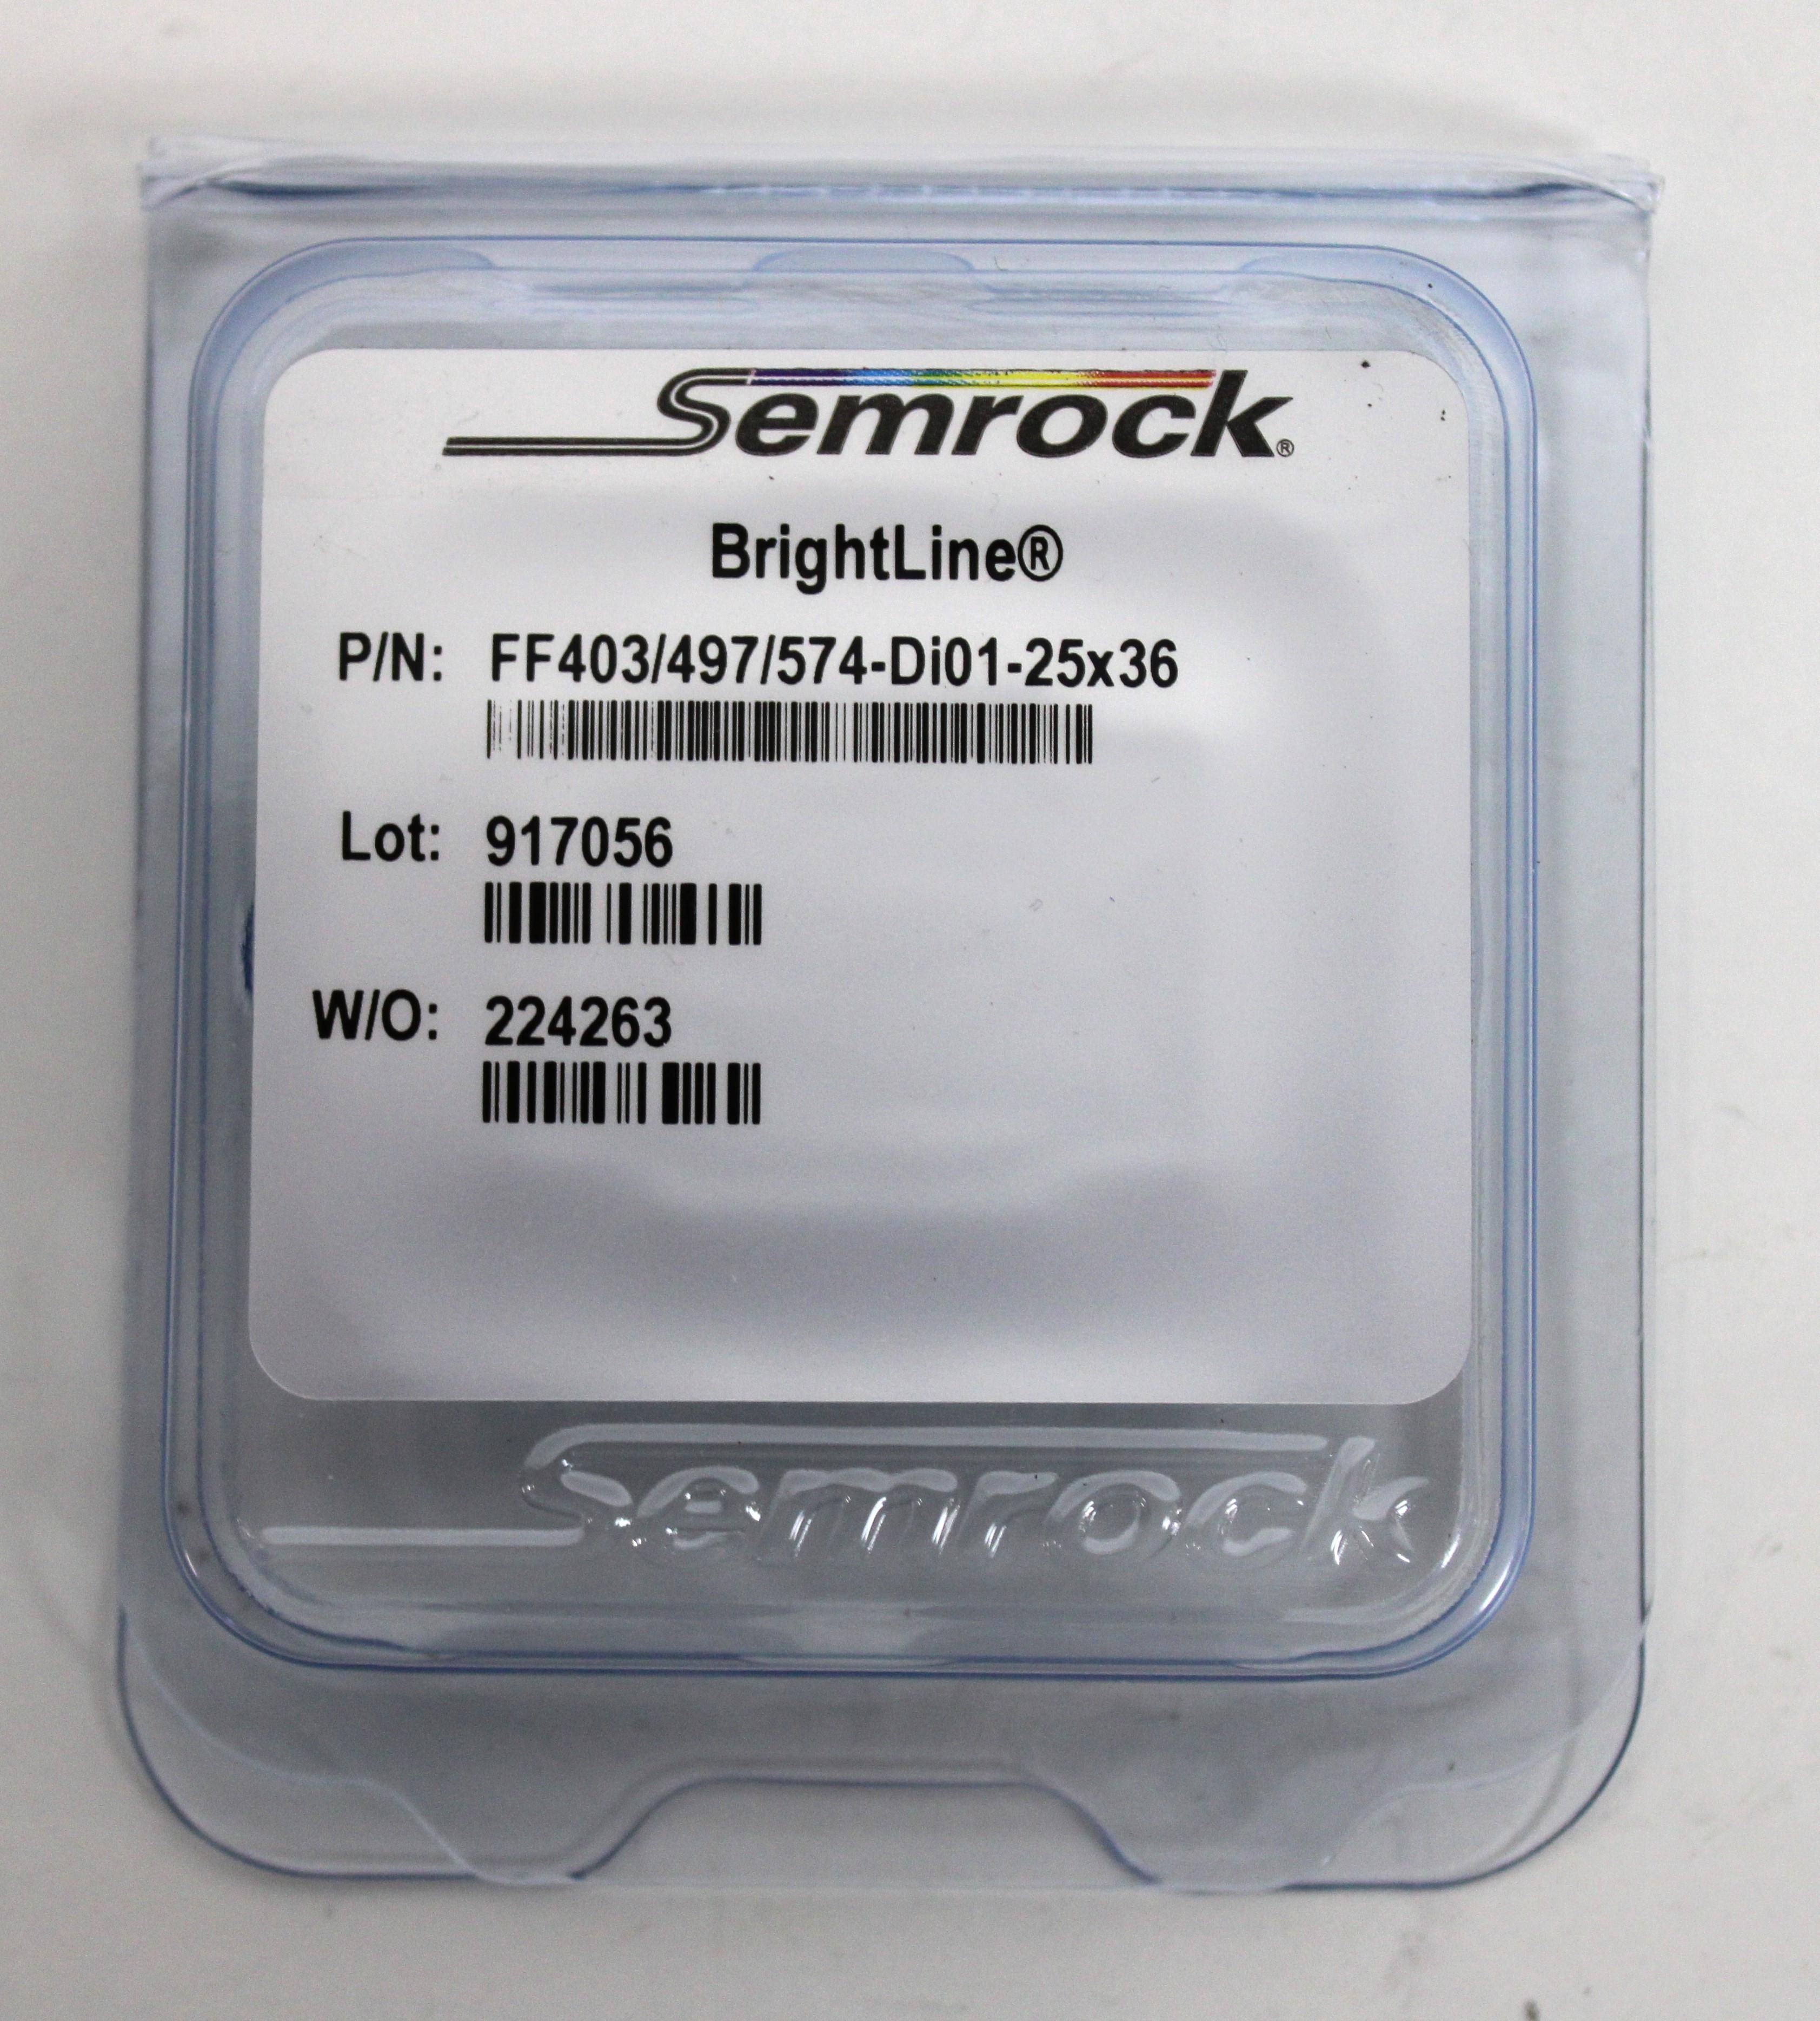 Semrock®
BrightLine®
P/N: FF403/497/574-Di01-25x36
Lot: 917056
W/O: 224263
Semrock